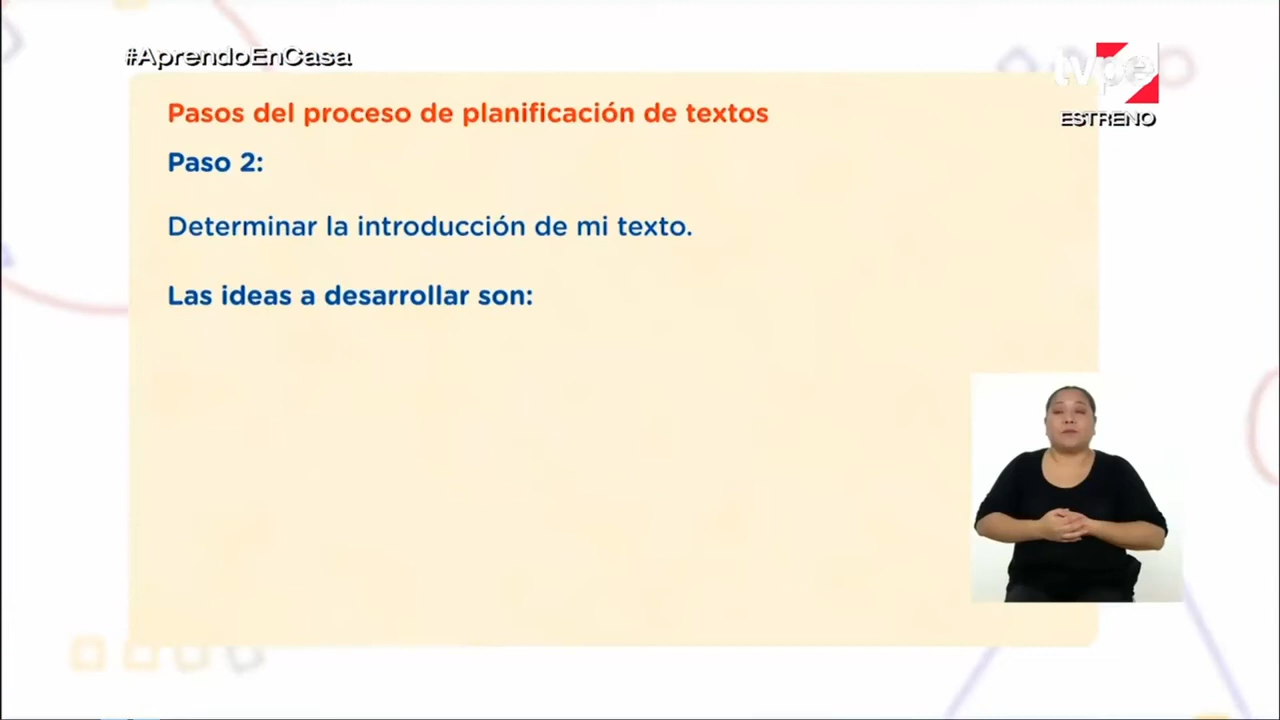 #AprendoEnCasa
tvpe
ESTRENO
Pasos del proceso de planificación de textos
Paso 2:
Determinar la introducción de mi texto.
Las ideas a desarrollar son: